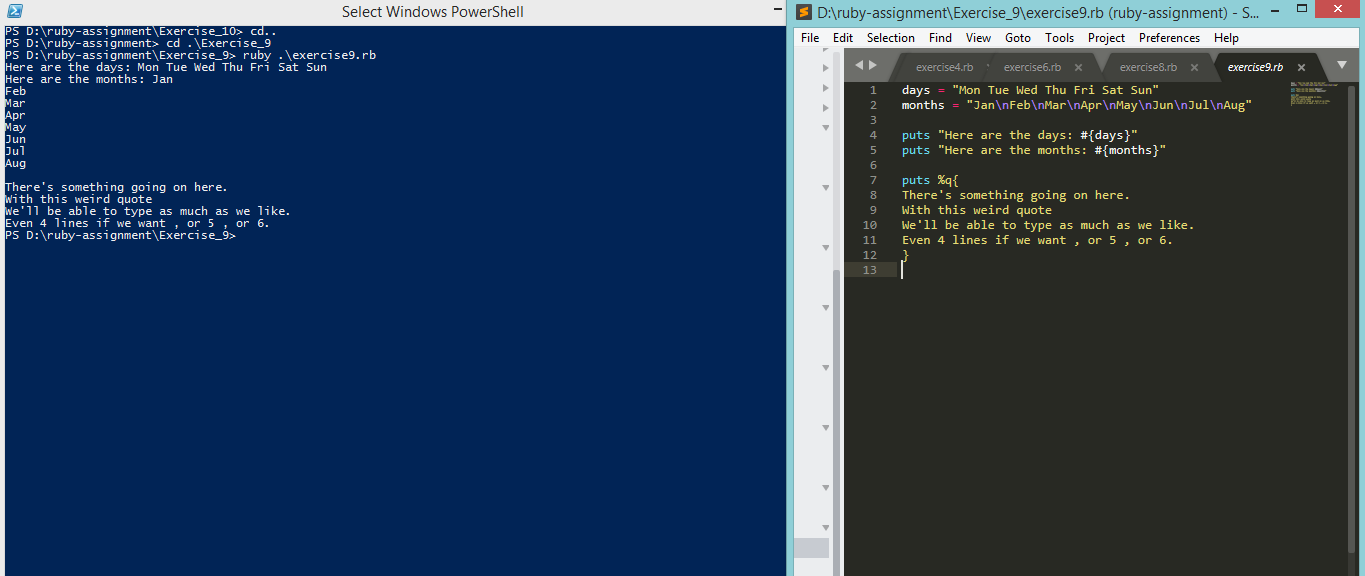 Select Windows PowerShell
PS D:\ruby-assignment\Exercise_10> cd..
PS D:\ruby-assignment> cd .\Exercise_9
PS D:\ruby-assignment\Exercise_9> ruby .\exercise9.rb
Here are the days: Mon Tue Wed Thu Fri Sat Sun
Here are the months: Jan
Feb
Mar
Apr
May
Jun
Jul
Aug

There's something going on here.
With this weird quote
We'll be able to type as much as we like.
Even 4 lines if we want , or 5 , or 6.
PS D:\ruby-assignment\Exercise_9>
D:\ruby-assignment\Exercise_9\exercise9.rb (ruby-assignment) - S...
File Edit Selection Find View Goto Tools Project Preferences Help
exercise4.rb exercise6.rb exercise8.rb exercise9.rb
1 days = "Mon Tue Wed Thu Fri Sat Sun"
2 months = "Jan\nFeb\nMar\nApr\nMay\nJun\nJul\nAug"
3
4 puts "Here are the days: #{days}"
5 puts "Here are the months: #{months}"
6
7 puts %q{
8 There's something going on here.
9 With this weird quote
10 We'll be able to type as much as we like.
11 Even 4 lines if we want , or 5 , or 6.
12 }
13